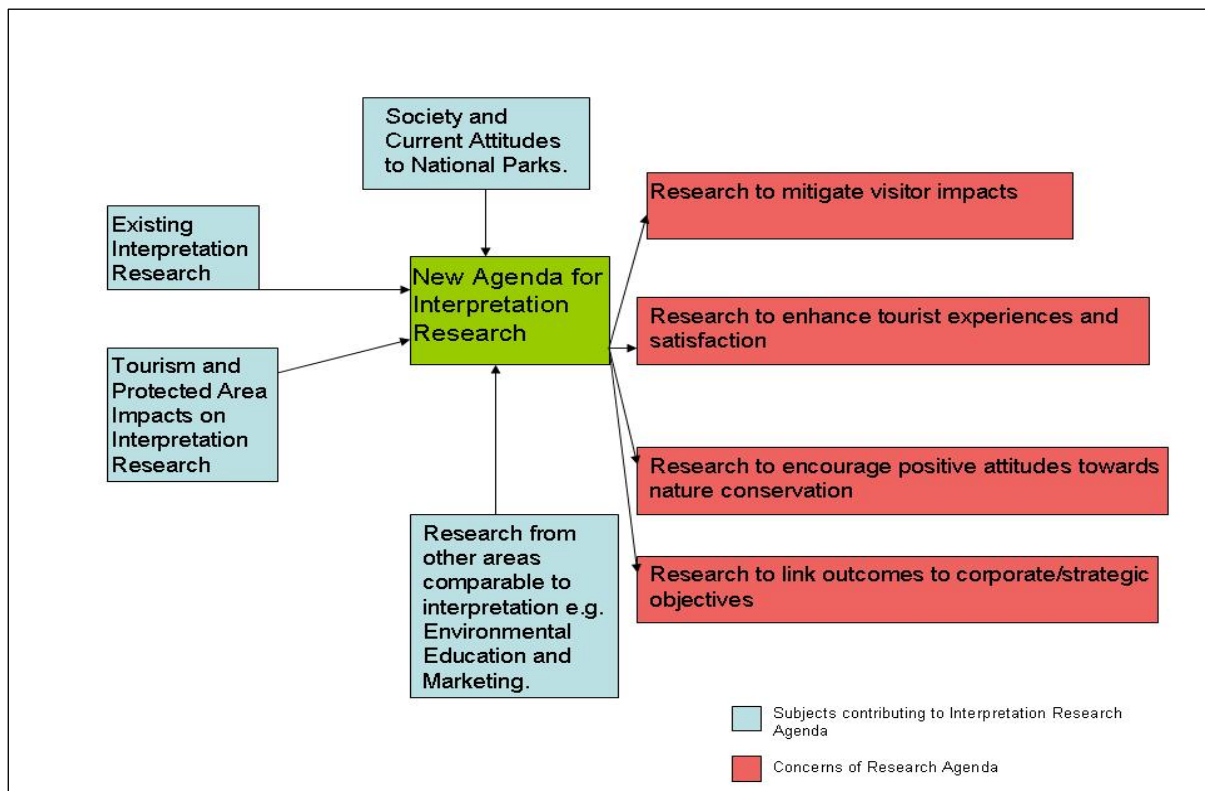 Society and
Current Attitudes
to National Parks.
Existing
Interpretation
Research
Tourism and
Protected Area
Impacts on
Interpretation
Research
New Agenda for
Interpretation
Research
Research from
other areas
comparable to
interpretation e.g.
Environmental
Education and
Marketing.
Research to mitigate visitor impacts
Research to enhance tourist experiences and
satisfaction
Research to encourage positive attitudes towards
nature conservation
Research to link outcomes to corporate/strategic
objectives
Subjects contributing to Interpretation Research
Agenda
Concerns of Research Agenda